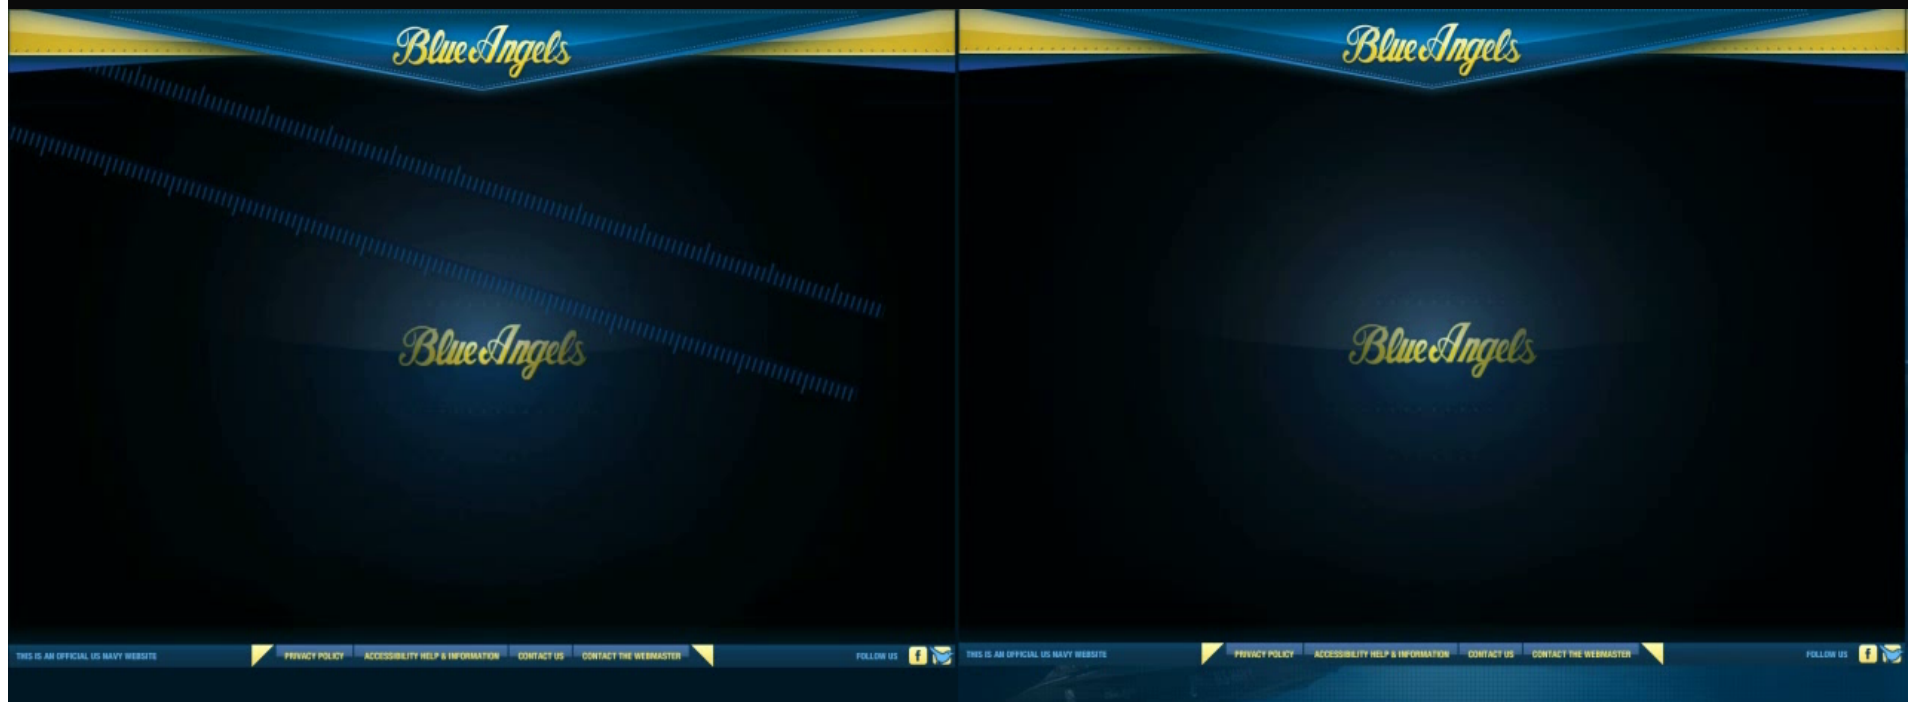 Blue Angels
Blue Angels
THIS IS AN OFFICIAL US NAVY WEBSITE
PRIVACY POLICY
ACCESSIBILITY HELP & INFORMATION
CONTACT US
CONTACT THE WEBMASTER
FOLLOW US
f
Blue Angels
Blue Angels
THIS IS AN OFFICIAL US NAVY WEBSITE
PRIVACY POLICY
ACCESSIBILITY HELP & INFORMATION
CONTACT US
CONTACT THE WEBMASTER
FOLLOW US
f